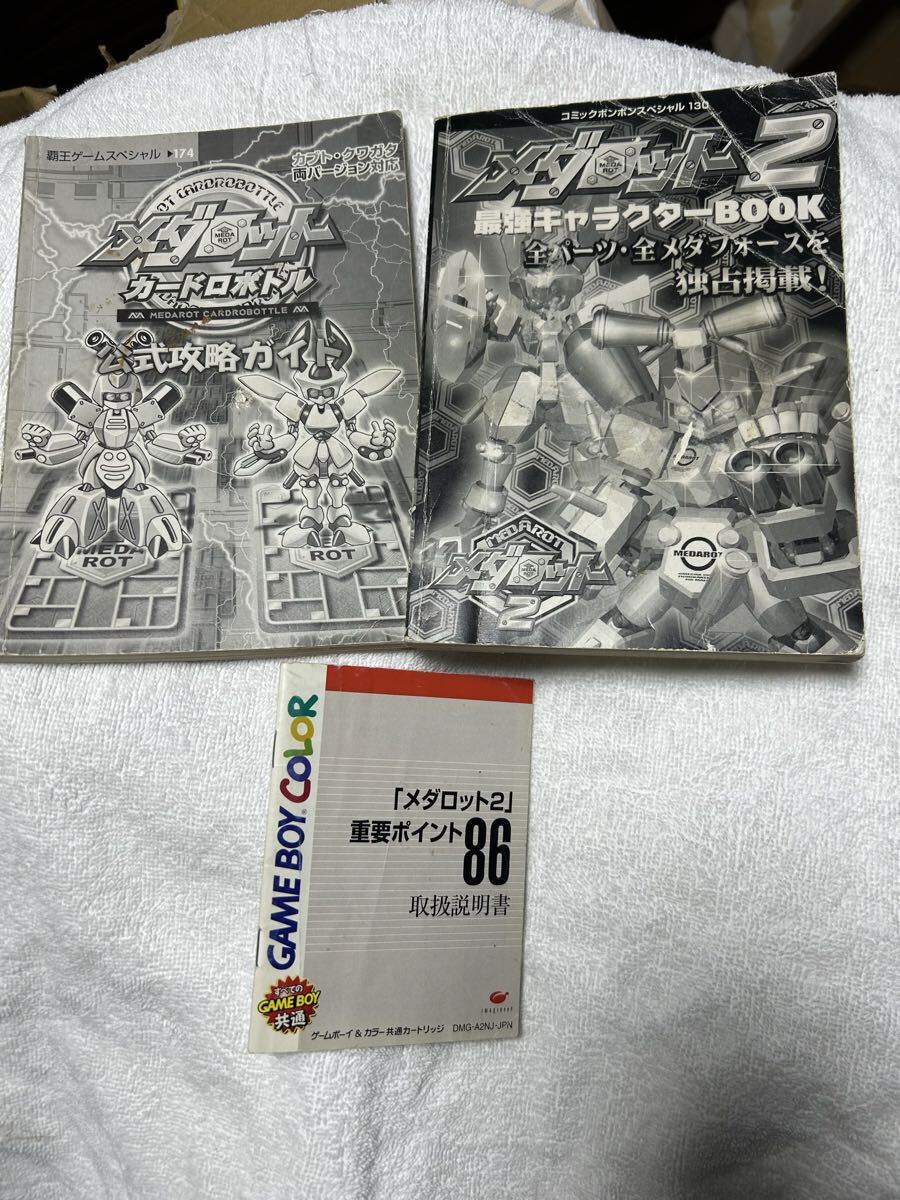 覇王ゲームスペシャル ▶174
カブト・クワガタ
両バージョン対応
メダロット
MEDA
ROT
カードロボトル
MEDAROT CARDROBOTTLE
公式攻略ガイド
MEDA
ROT
ROT
コミックボンボンスペシャル 130
メダロット2
MEDA
ROT
最強キャラクターBOOK
全パーツ・全メダフォースを
独占掲載!
MEDAROT
MEDAROT
MEDAROT
メダロット
2
GAME BOY COLOR
「メダロット2」
重要ポイント86
取扱説明書
すべての
GAME BOY
共通
imagineer
ゲームボーイ & カラー共通カートリッジ DMG-A2NJ-JPN